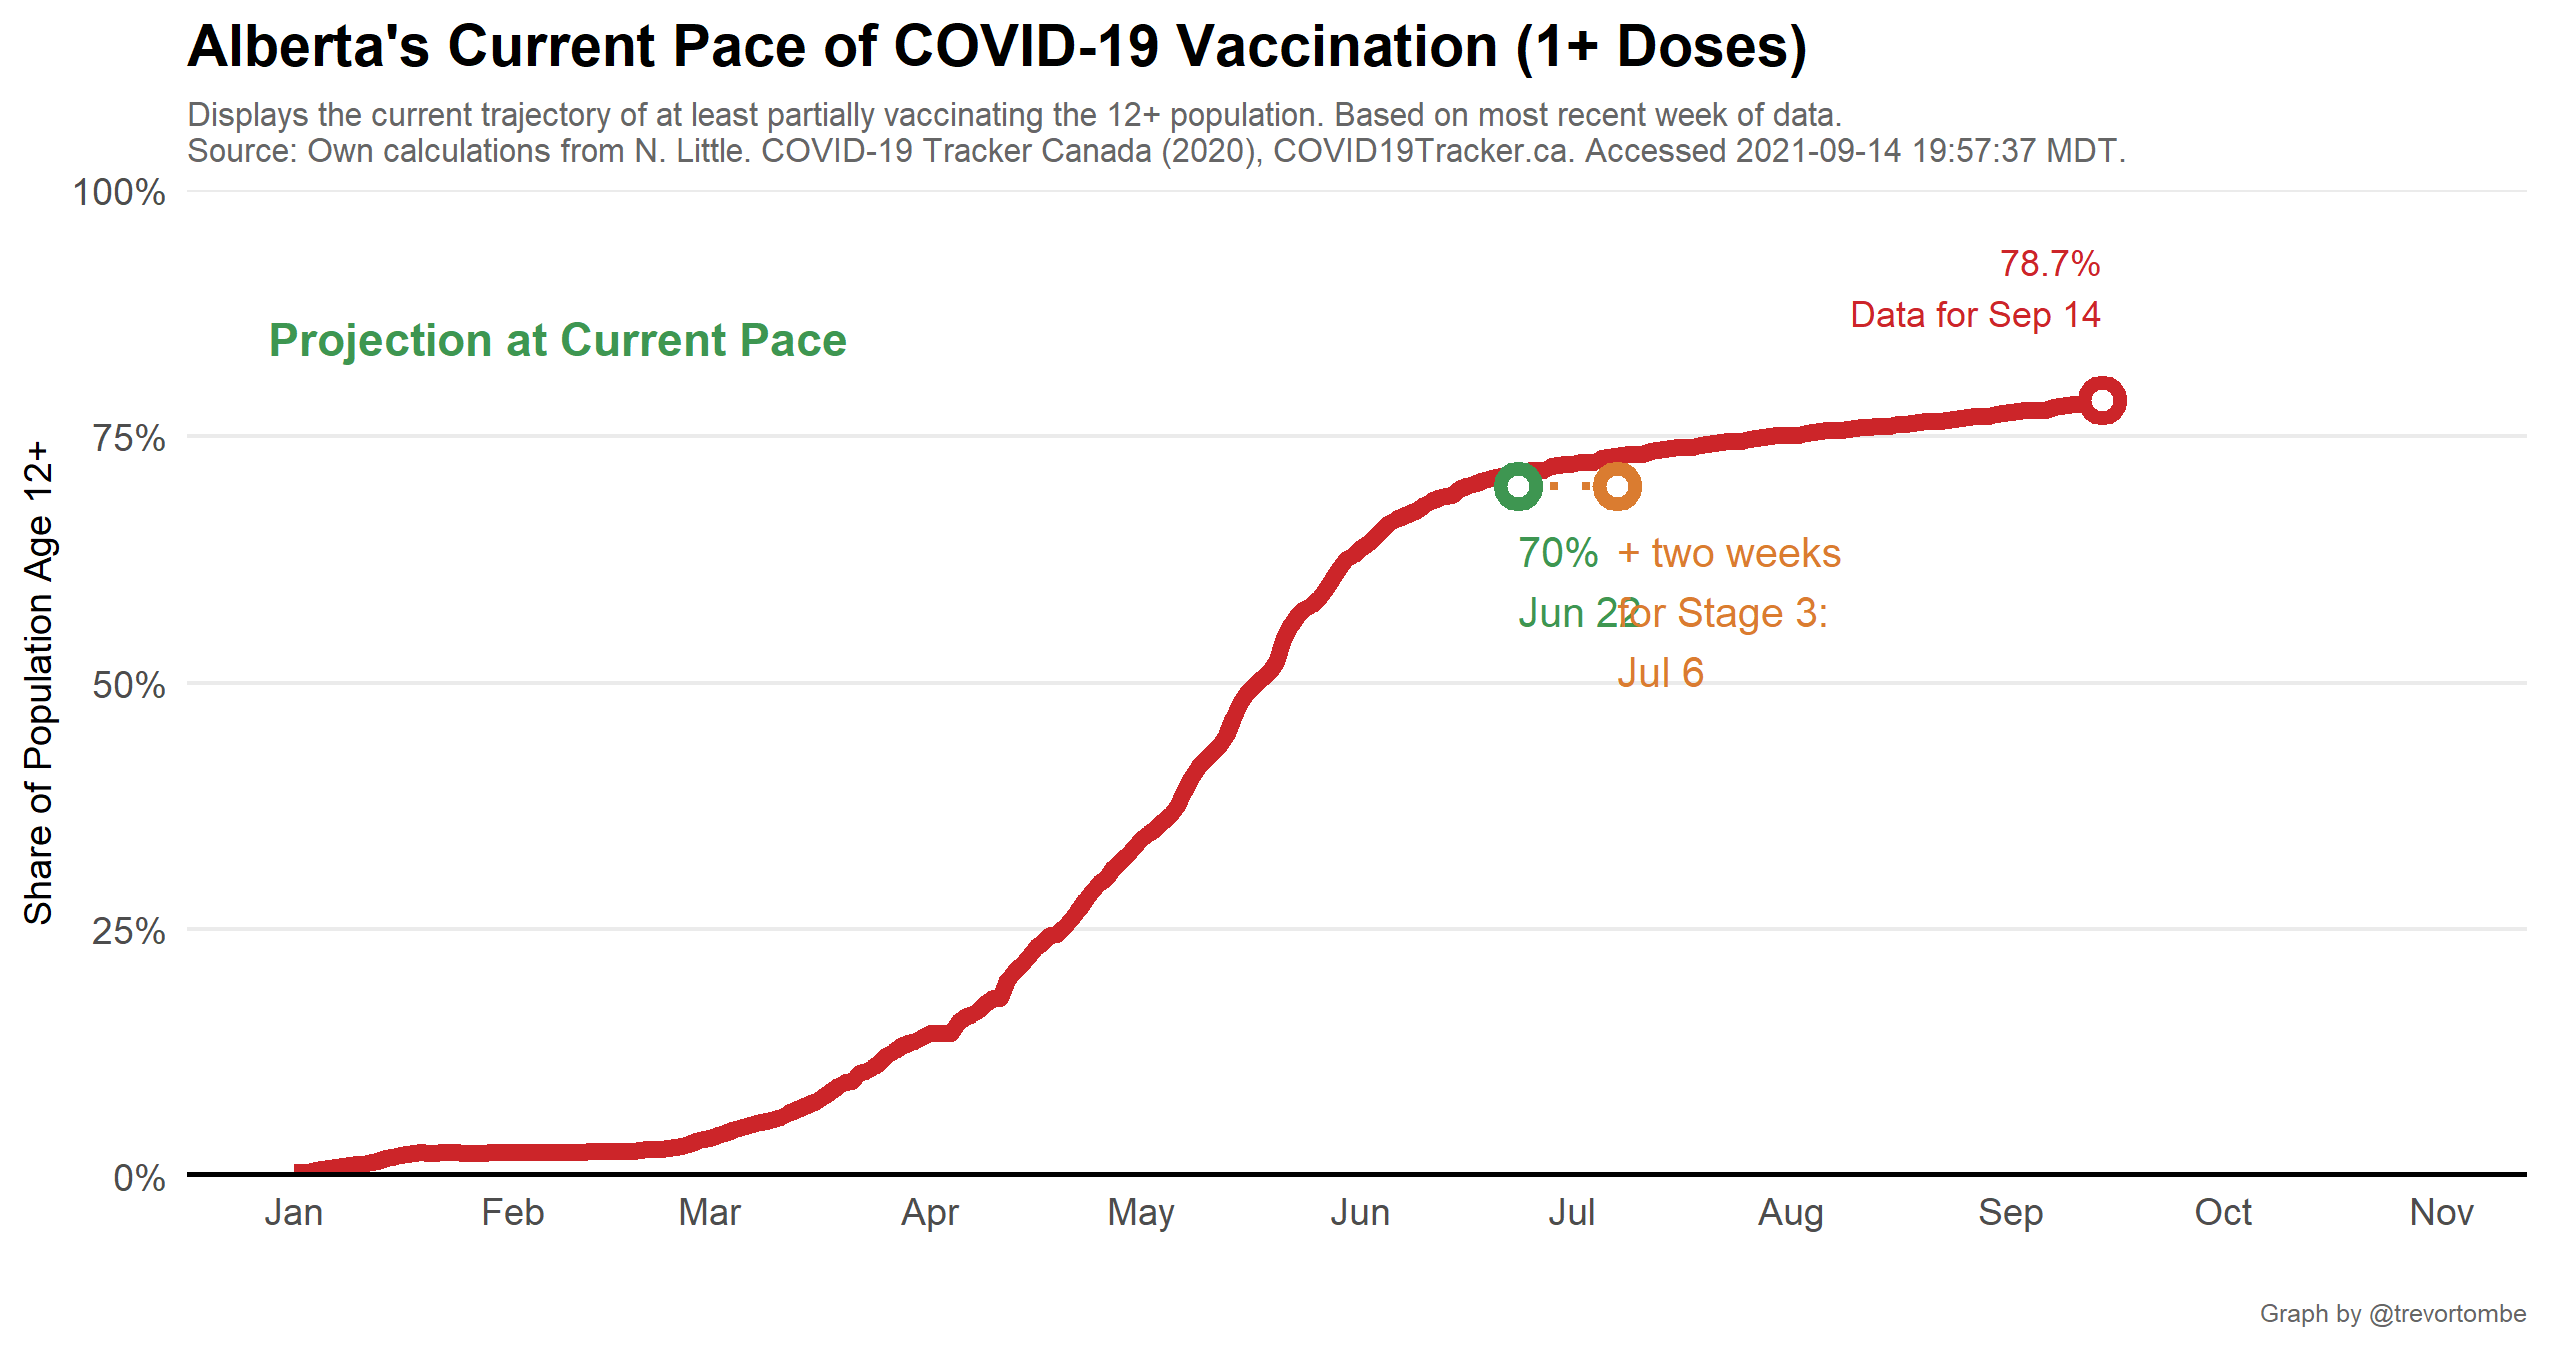 Alberta's Current Pace of COVID-19 Vaccination (1+ Doses)
Displays the current trajectory of at least partially vaccinating the 12+ population. Based on most recent week of data.
Source: Own calculations from N. Little. COVID-19 Tracker Canada (2020), COVID19Tracker.ca. Accessed 2021-09-14 19:57:37 MDT.
100%
78.7%
Data for Sep 14
Projection at Current Pace
75%
70%
Jun 22
+ two weeks
for Stage 3:
Jul 6
50%
25%
0%
Share of Population Age 12+
Jan Feb Mar Apr May Jun Jul Aug Sep Oct Nov
Graph by @trevortombe